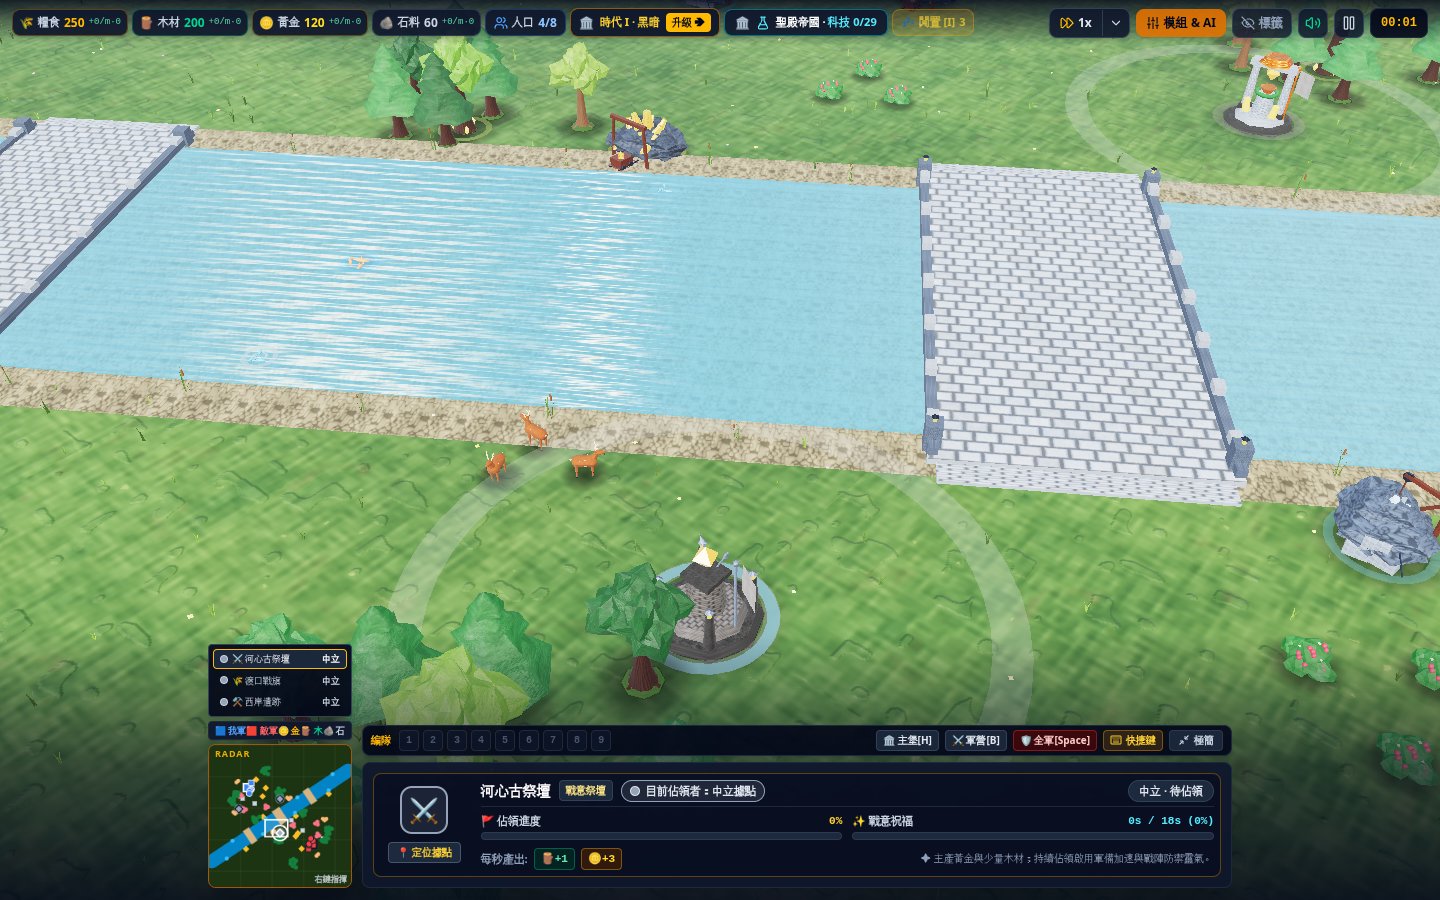 糧食 250 +0/m·0
木材 200 +0/m·0
黃金 120 +0/m·0
石料 60 +0/m·0
人口 4/8
時代 I · 黑暗 升級
聖殿帝國 · 科技 0/29
閒置 [I] 3
1x
模組 & AI
標籤
00:01
河心古祭壇 中立
渡口戰旗 中立
西岸遺跡 中立
我軍 敵軍 金 木 石
RADAR
右鍵指揮
編隊 1 2 3 4 5 6 7 8 9
主堡[H]
軍營[B]
全軍[Space]
快捷鍵
極簡
河心古祭壇 戰意祭壇 目前佔領者：中立據點
中立 · 待佔領
佔領進度 0%
戰意祝福 0s / 18s (0%)
定位據點
每秒產出: +1 +3
主產黃金與少量木材；持續佔領啟用軍備加速與戰陣防禦靈氣。